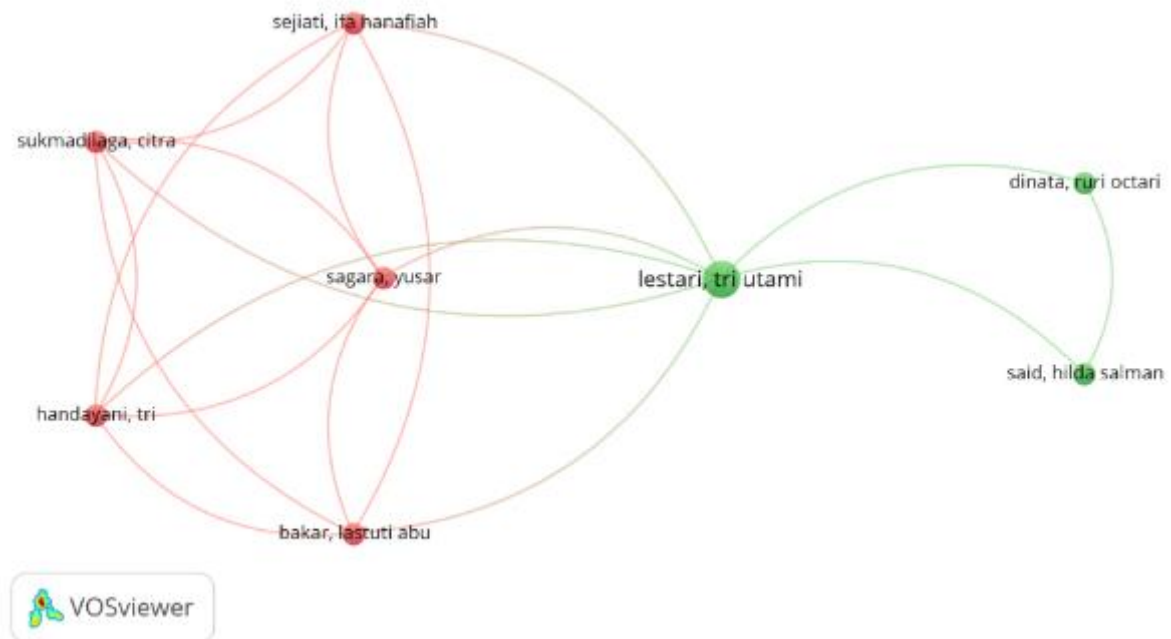 sejiati, ifa hanafiah
sukmadilaga, citra
dinata, ruri octari
sagara, yusar
lestari, tri utami
said, hilda salman
handayani, tri
bakar, lastuti abu
VOSviewer